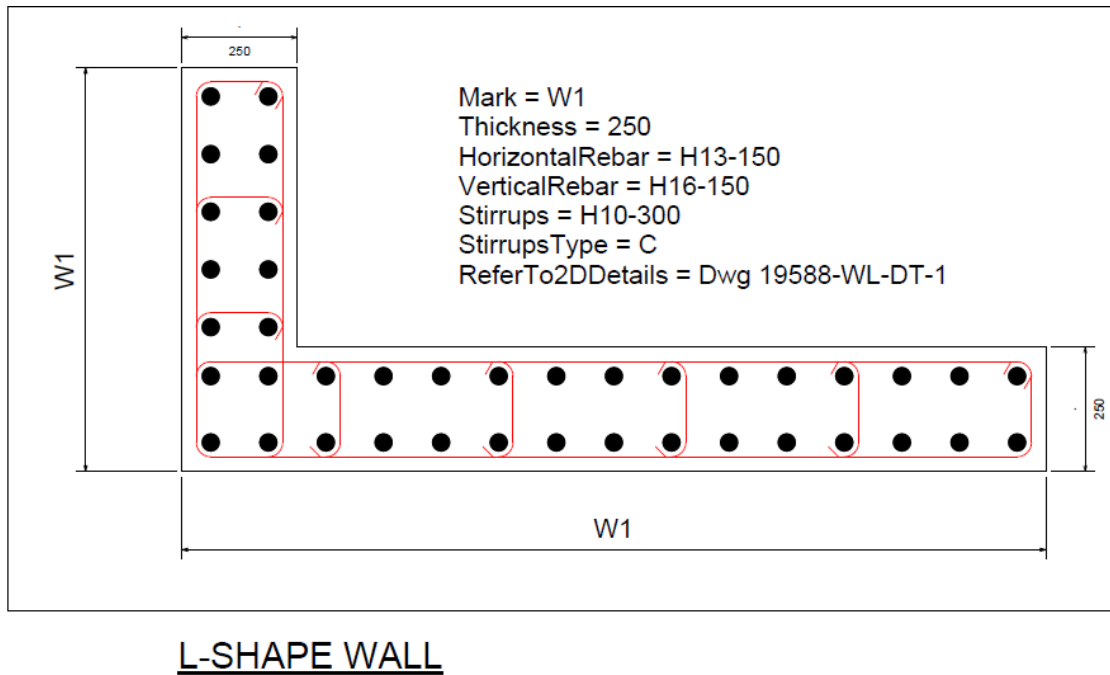 250
Mark = W1
Thickness = 250
HorizontalRebar = H13-150
VerticalRebar = H16-150
Stirrups = H10-300
StirrupsType = C
ReferTo2DDetails = Dwg 19588-WL-DT-1
W1
250
W1
L-SHAPE WALL